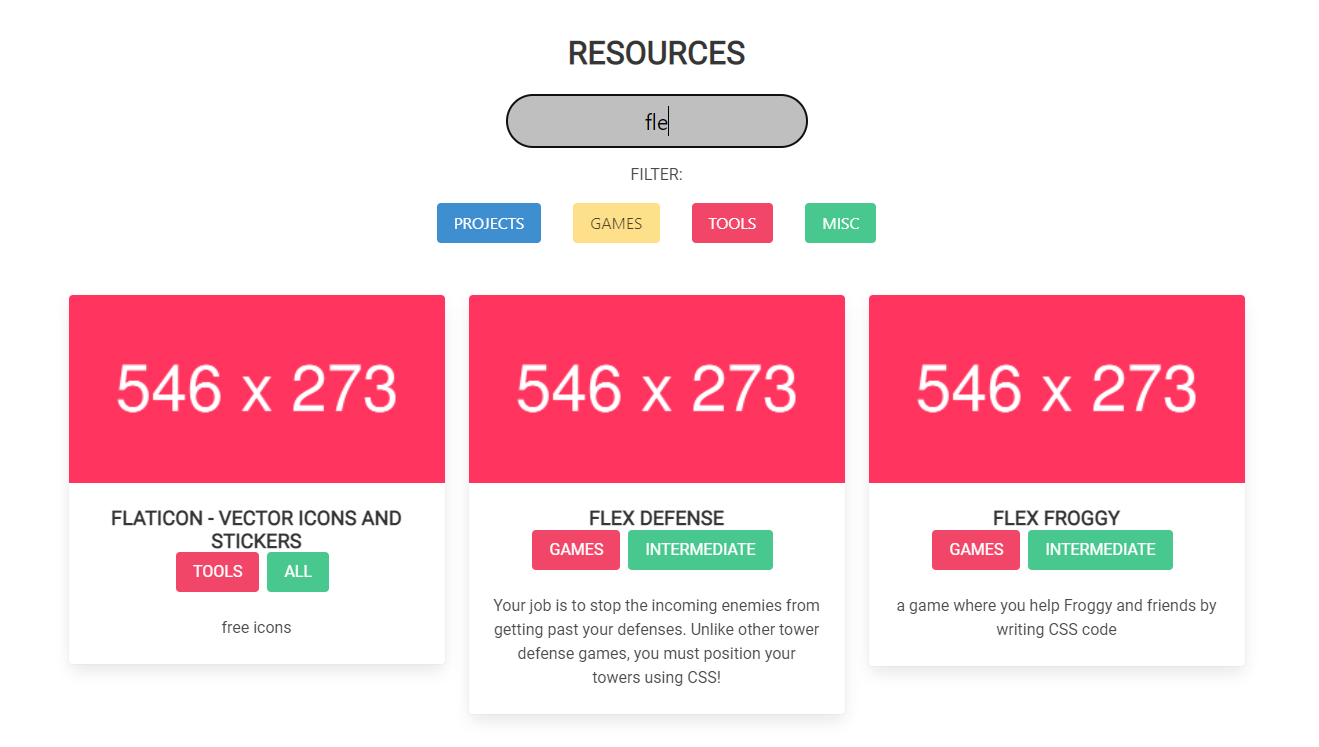 RESOURCES
fle
FILTER:
PROJECTS GAMES TOOLS MISC
546 x 273
FLATICON - VECTOR ICONS AND
STICKERS
TOOLS ALL
free icons
546 x 273
FLEX DEFENSE
GAMES INTERMEDIATE
Your job is to stop the incoming enemies from
getting past your defenses. Unlike other tower
defense games, you must position your
towers using CSS!
546 x 273
FLEX FROGGY
GAMES INTERMEDIATE
a game where you help Froggy and friends by
writing CSS code